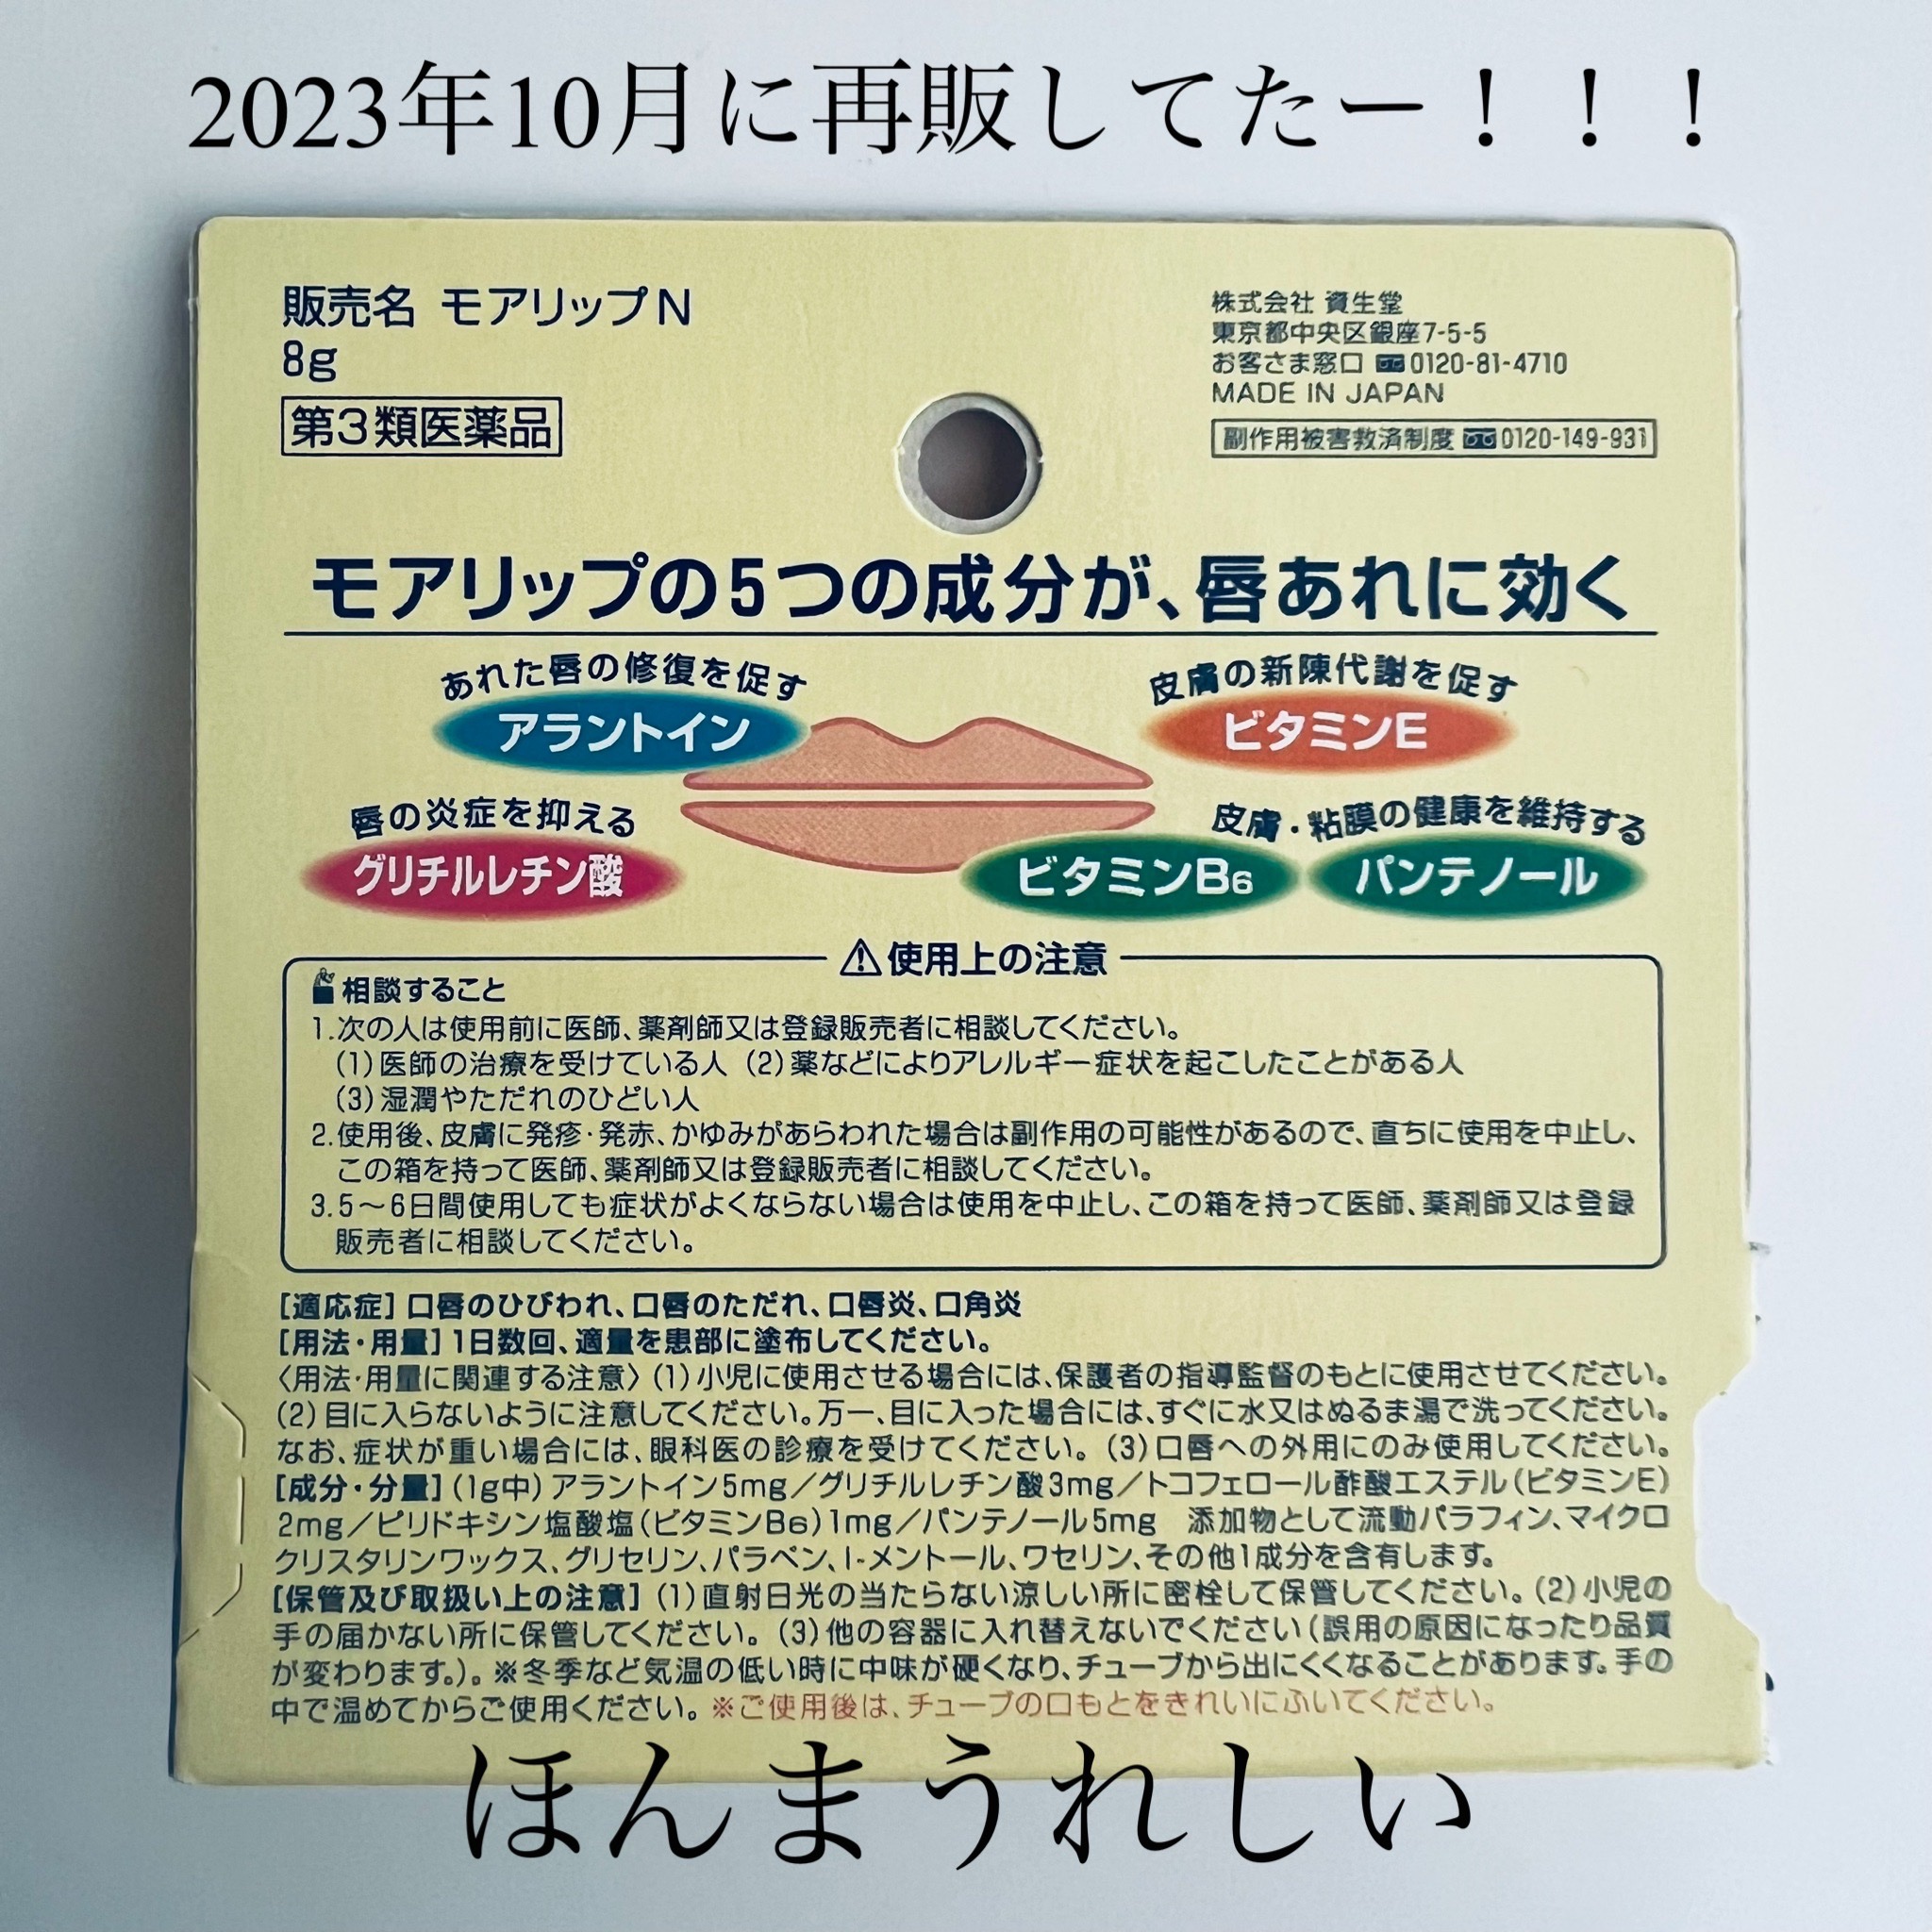 2023年10月に再販してたー！！！
販売名 モアリップN
8g
第3類医薬品
株式会社 資生堂
東京都中央区銀座7-5-5
お客さま窓口 0120-81-4710
MADE IN JAPAN
副作用被害救済制度 0120-149-931
モアリップの5つの成分が、唇あれに効く
あれた唇の修復を促す
アラントイン
皮膚の新陳代謝を促す
ビタミンE
唇の炎症を抑える
グリチルレチン酸
皮膚・粘膜の健康を維持する
ビタミンB6 パンテノール
⚠使用上の注意
相談すること
1.次の人は使用前に医師、薬剤師又は登録販売者に相談してください。
(1)医師の治療を受けている人 (2)薬などによりアレルギー症状を起こしたことがある人
(3)湿潤やただれのひどい人
2.使用後、皮膚に発疹・発赤、かゆみがあらわれた場合は副作用の可能性があるので、直ちに使用を中止し、
この箱を持って医師、薬剤師又は登録販売者に相談してください。
3.5～6日間使用しても症状がよくならない場合は使用を中止し、この箱を持って医師、薬剤師又は登録
販売者に相談してください。
[適応症]口唇のひびわれ、口唇のただれ、口唇炎、口角炎
[用法・用量]1日数回、適量を患部に塗布してください。
〈用法・用量に関連する注意〉(1)小児に使用させる場合には、保護者の指導監督のもとに使用させてください。
(2)目に入らないように注意してください。万一、目に入った場合には、すぐに水又はぬるま湯で洗ってください。
なお、症状が重い場合には、眼科医の診療を受けてください。(3)口唇への外用にのみ使用してください。
[成分・分量](1g中)アラントイン5mg／グリチルレチン酸3mg／トコフェロール酢酸エステル(ビタミンE)
2mg／ピリドキシン塩酸塩(ビタミンB6)1mg／パンテノール5mg 添加物として流動パラフィン、マイクロ
クリスタリンワックス、グリセリン、パラベン、l-メントール、ワセリン、その他1成分を含有します。
[保管及び取扱い上の注意](1)直射日光の当たらない涼しい所に密栓して保管してください。(2)小児の
手の届かない所に保管してください。(3)他の容器に入れ替えないでください(誤用の原因になったり品質
が変わります。)。※冬季など気温の低い時に中味が硬くなり、チューブから出にくくなることがあります。手の
中で温めてからご使用ください。※ご使用後は、チューブの口もとをきれいにふいてください。
ほんまうれしい